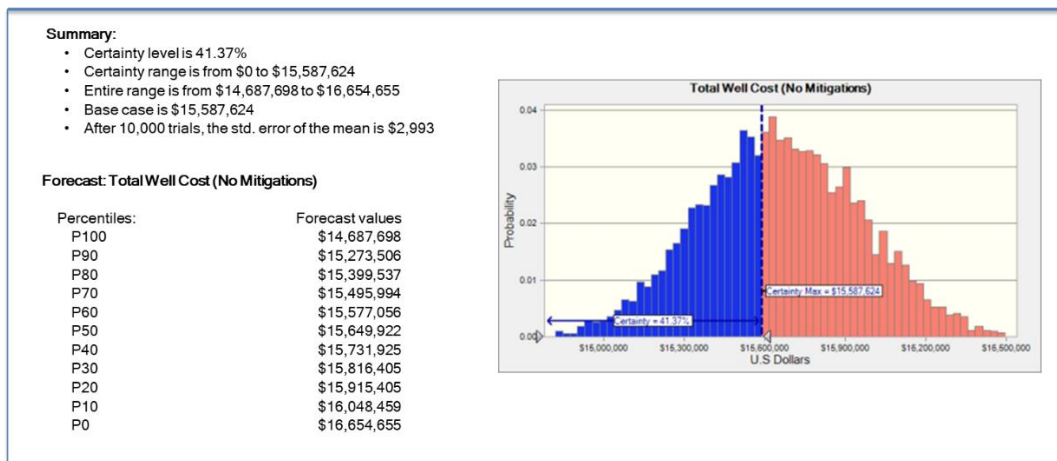 Summary:
• Certainty level is 41.37%
• Certainty range is from $0 to $15,587,624
• Entire range is from $14,687,698 to $16,654,655
• Base case is $15,587,624
• After 10,000 trials, the std. error of the mean is $2,993
Forecast: Total Well Cost (No Mitigations)
Percentiles: Forecast values
P100 $14,687,698
P90 $15,273,506
P80 $15,399,537
P70 $15,495,994
P60 $15,577,056
P50 $15,649,922
P40 $15,731,925
P30 $15,816,405
P20 $15,915,405
P10 $16,048,459
P0 $16,654,655
Total Well Cost (No Mitigations)
Probability
0.04
0.03
0.02
0.01
0.00
Certainty Max = $15,587,624
Certainty = 41.37%
$15,000,000 $15,300,000 $15,600,000 $15,900,000 $16,200,000 $16,500,000
U.S Dollars